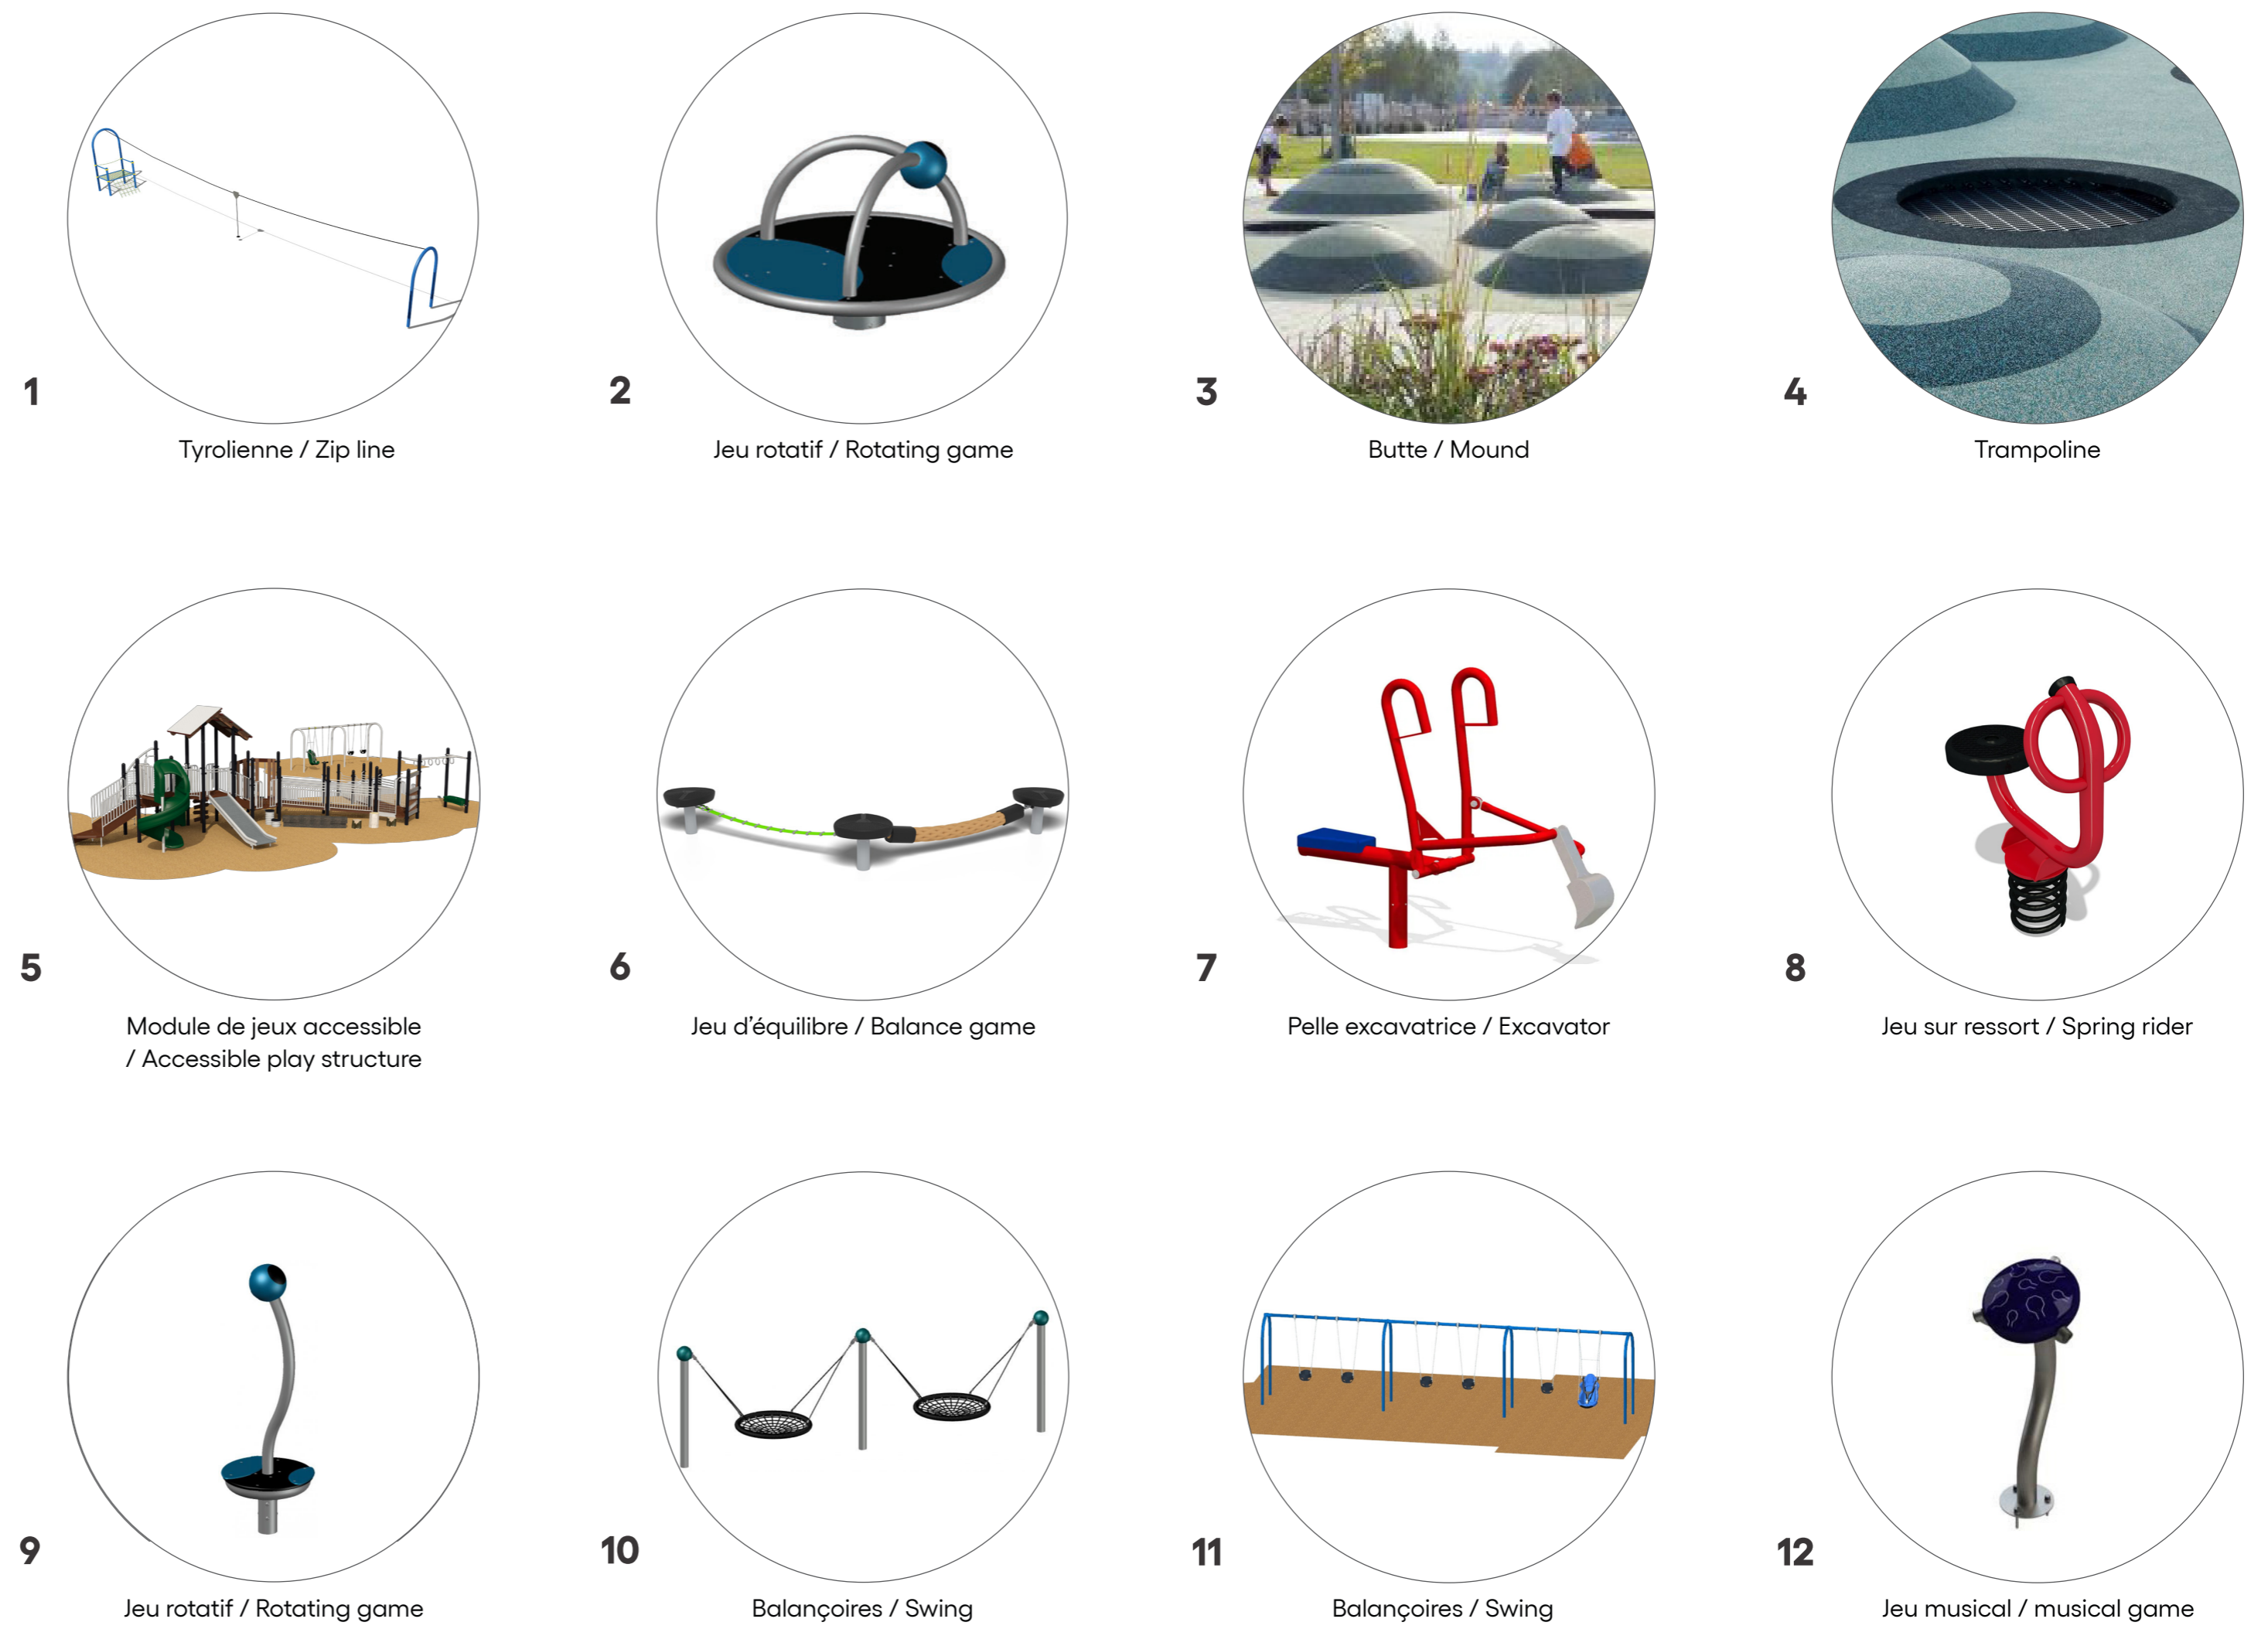 1
Tyrolienne / Zip line
2
Jeu rotatif / Rotating game
3
Butte / Mound
4
Trampoline
5
Module de jeux accessible
/ Accessible play structure
6
Jeu d’équilibre / Balance game
7
Pelle excavatrice / Excavator
8
Jeu sur ressort / Spring rider
9
Jeu rotatif / Rotating game
10
Balançoires / Swing
11
Balançoires / Swing
12
Jeu musical / musical game